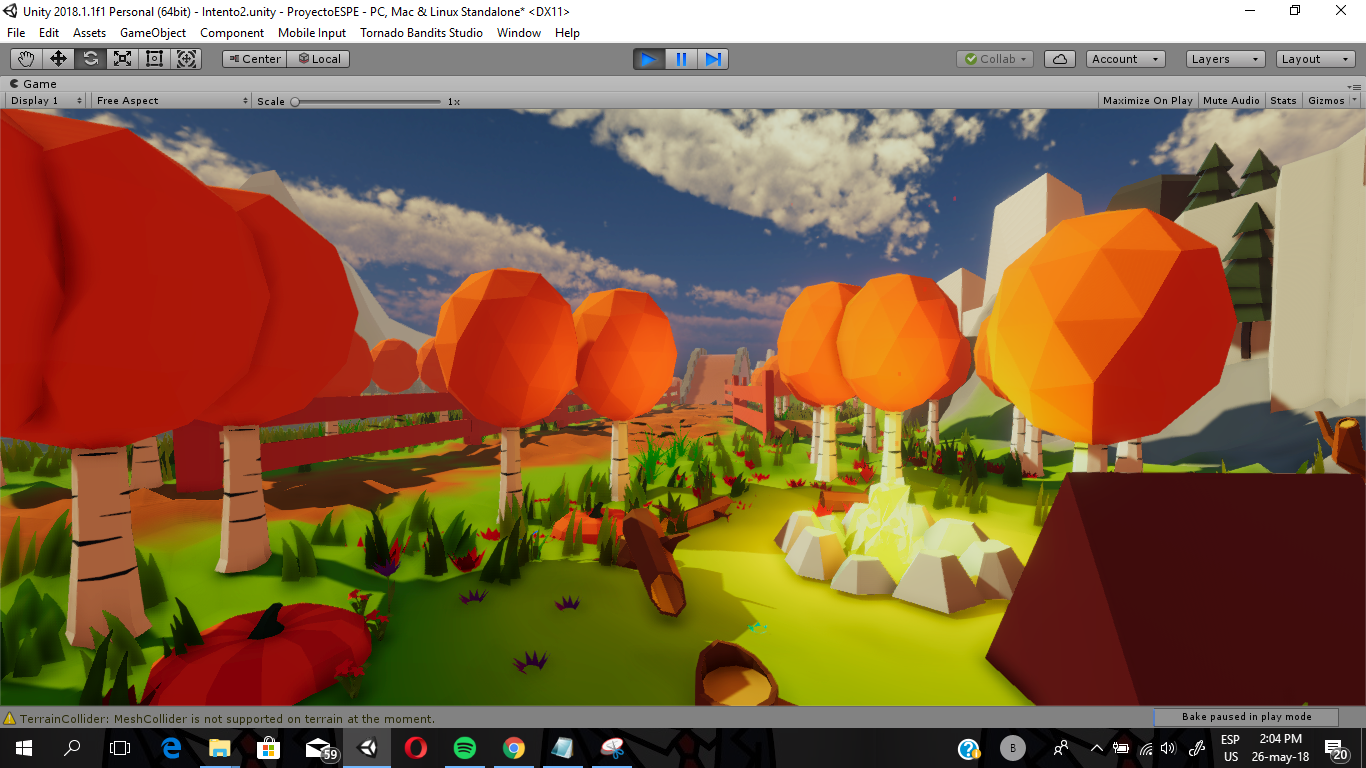 Unity 2018.1.1f1 Personal (64bit) - Intento2.unity - ProyectoESPE - PC, Mac & Linux Standalone* <DX11>
File Edit Assets GameObject Component Mobile Input Tornado Bandits Studio Window Help
Center Local Collab Account Layers Layout
Game
Display 1 Free Aspect Scale 1x Maximize On Play Mute Audio Stats Gizmos
TerrainCollider: MeshCollider is not supported on terrain at the moment.
Bake paused in play mode
59
B
ESP
US
2:04 PM
26-may-18
20